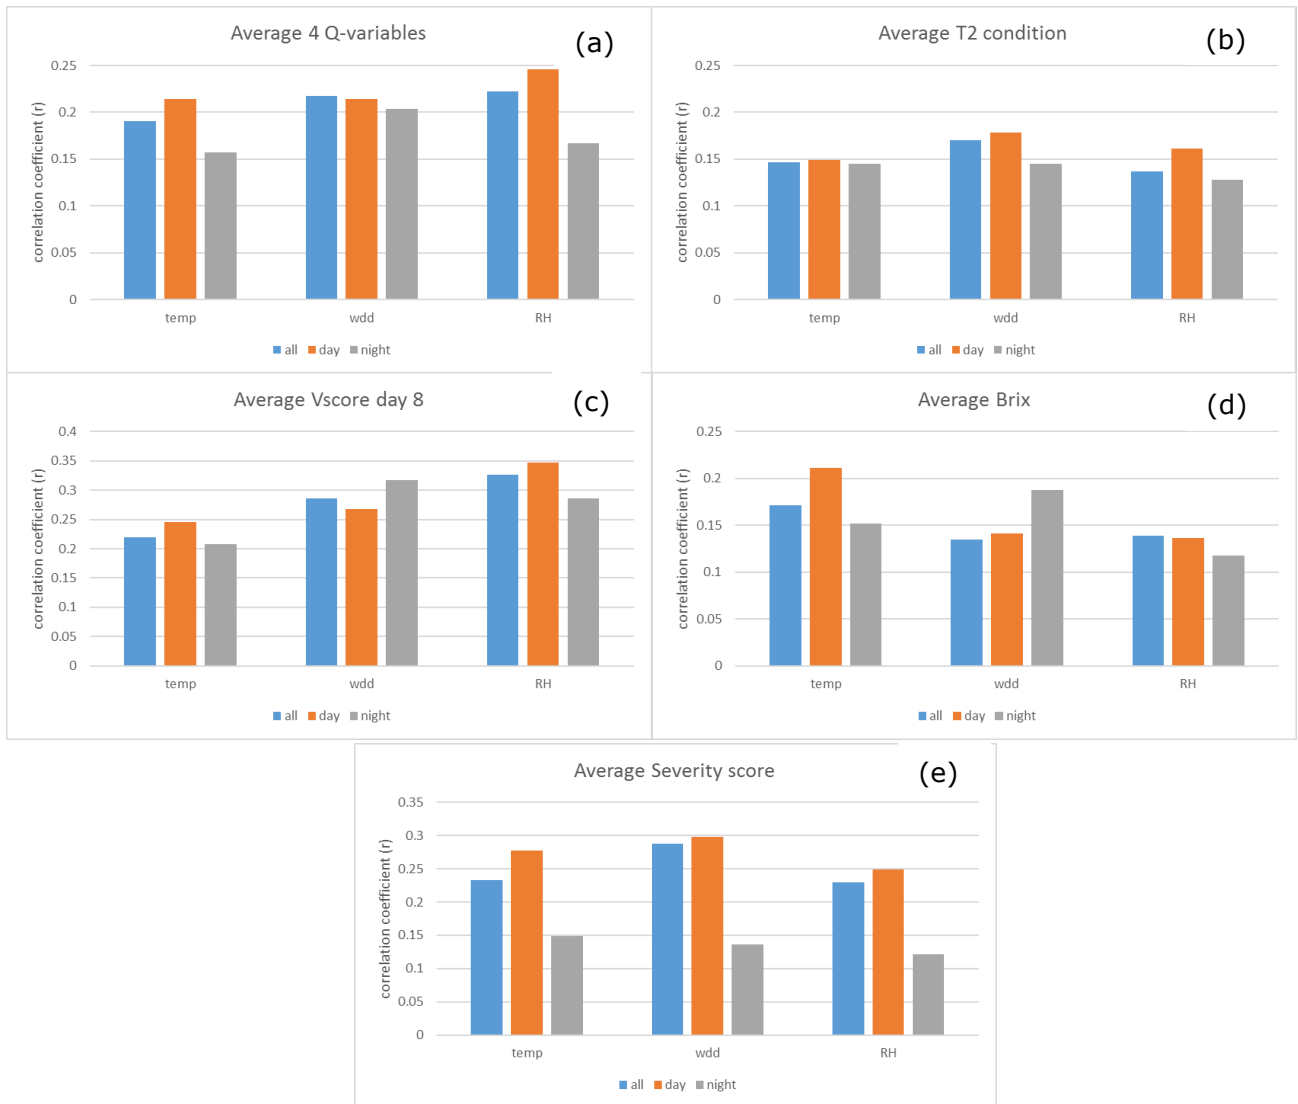 Average 4 Q-variables
(a)
correlation coefficient (r)
0.25
0.2
0.15
0.1
0.05
0
temp wdd RH
all day night
Average T2 condition
(b)
correlation coefficient (r)
0.25
0.2
0.15
0.1
0.05
0
temp wdd RH
all day night
Average Vscore day 8
(c)
correlation coefficient (r)
0.4
0.35
0.3
0.25
0.2
0.15
0.1
0.05
0
temp wdd RH
all day night
Average Brix
(d)
correlation coefficient (r)
0.25
0.2
0.15
0.1
0.05
0
temp wdd RH
all day night
Average Severity score
(e)
correlation coefficient (r)
0.35
0.3
0.25
0.2
0.15
0.1
0.05
0
temp wdd RH
all day night